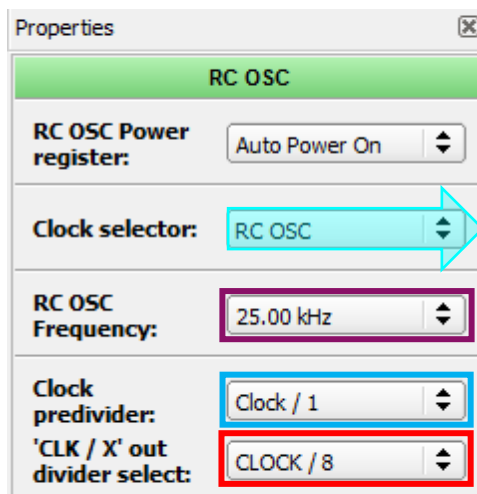 Properties
RC OSC
RC OSC Power
register:
Auto Power On
Clock selector:
RC OSC
RC OSC
Frequency:
25.00 kHz
Clock
predivider:
Clock / 1
'CLK / X' out
divider select:
CLOCK / 8